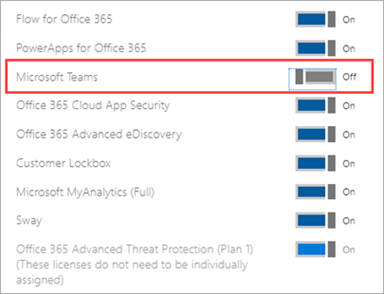 Flow for Office 365 On
PowerApps for Office 365 On
Microsoft Teams Off
Office 365 Cloud App Security On
Office 365 Advanced eDiscovery On
Customer Lockbox On
Microsoft MyAnalytics (Full) On
Sway On
Office 365 Advanced Threat Protection (Plan 1) On
(These licenses do not need to be individually
assigned)